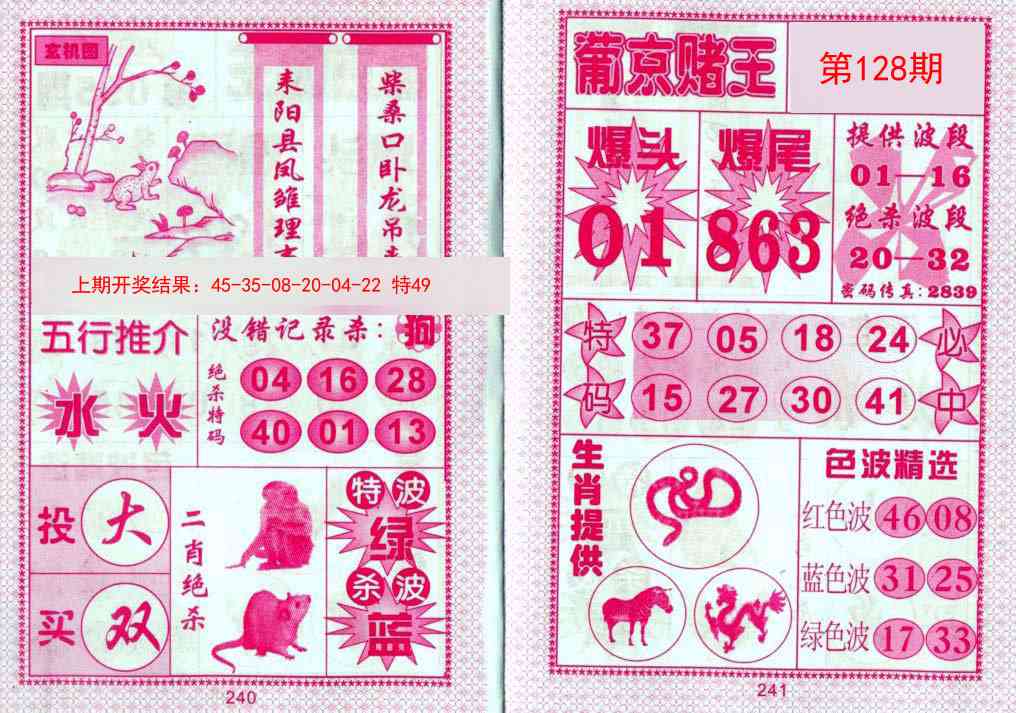 玄机图
耒阳县凤雏理
柴桑口卧龙吊
上期开奖结果：45-35-08-20-04-22 特49
五行推介
水 火
没错记录杀：狗
绝杀特码
04 16 28
40 01 13
投 大
买 双
二肖绝杀
特波
绿
杀波
蓝
240
葡京赌王
第128期
爆头
01
爆尾
863
提供波段
01—16
绝杀波段
20—32
密码传真:2839
特码
37 05 18 24
15 27 30 41
必中
生肖提供
色波精选
红色波 46 08
蓝色波 31 25
绿色波 17 33
241